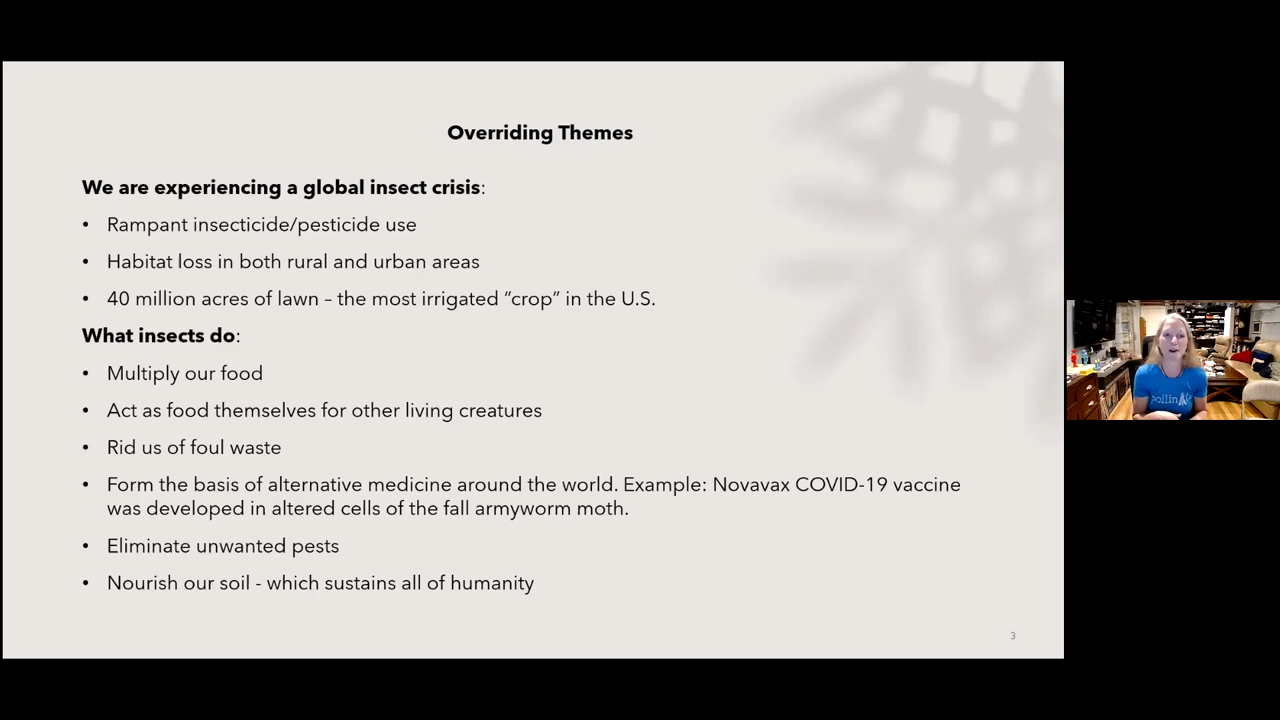 Overriding Themes
We are experiencing a global insect crisis:
• Rampant insecticide/pesticide use
• Habitat loss in both rural and urban areas
• 40 million acres of lawn – the most irrigated “crop” in the U.S.
What insects do:
• Multiply our food
• Act as food themselves for other living creatures
• Rid us of foul waste
• Form the basis of alternative medicine around the world. Example: Novavax COVID-19 vaccine
was developed in altered cells of the fall armyworm moth.
• Eliminate unwanted pests
• Nourish our soil - which sustains all of humanity
3